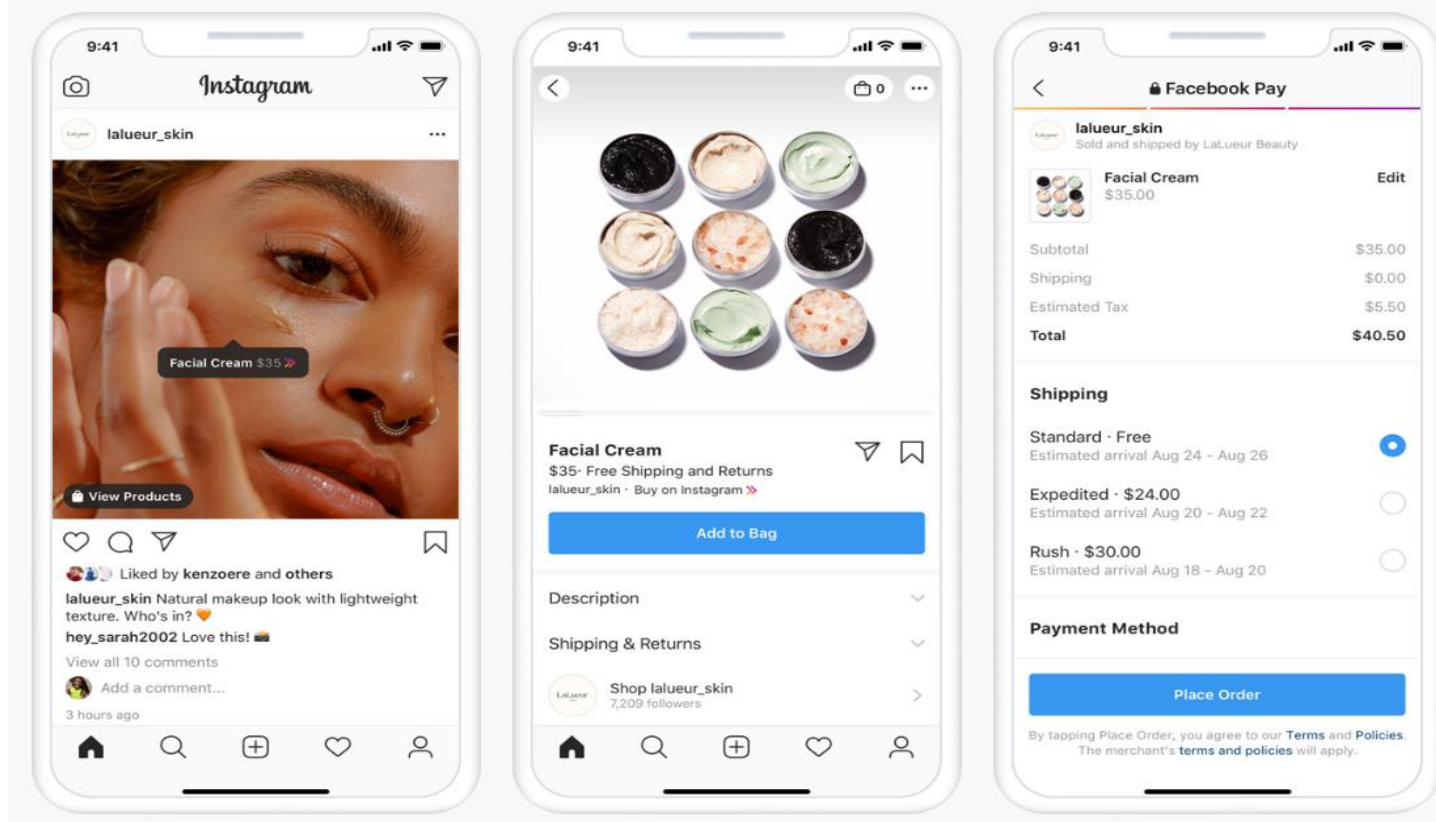 9:41
Instagram
lalueur_skin
Facial Cream $35
View Products
Liked by kenzoere and others
lalueur_skin Natural makeup look with lightweight
texture. Who's in? 🧡
hey_sarah2002 Love this! 📸
View all 10 comments
Add a comment...
3 hours ago
9:41
0
Facial Cream
$35· Free Shipping and Returns
lalueur_skin · Buy on Instagram
Add to Bag
Description
Shipping & Returns
LaLueur
Shop lalueur_skin
7,209 followers
9:41
Facebook Pay
lalueur_skin
Sold and shipped by LaLueur Beauty
Facial Cream
Edit
$35.00
Subtotal $35.00
Shipping $0.00
Estimated Tax $5.50
Total $40.50
Shipping
Standard · Free
Estimated arrival Aug 24 - Aug 26
Expedited · $24.00
Estimated arrival Aug 20 - Aug 22
Rush · $30.00
Estimated arrival Aug 18 - Aug 20
Payment Method
Place Order
By tapping Place Order, you agree to our Terms and Policies.
The merchant's terms and policies will apply.